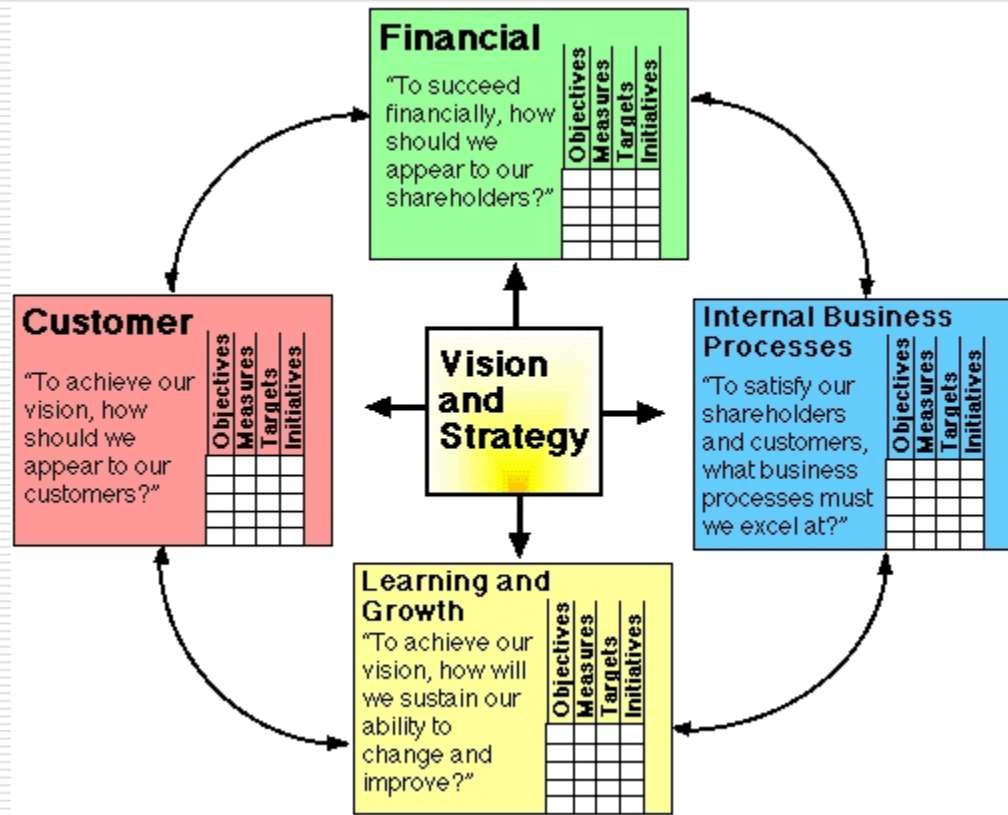 Financial
“To succeed
financially, how
should we
appear to our
shareholders?”
Objectives
Measures
Targets
Initiatives
Customer
“To achieve our
vision, how
should we
appear to our
customers?”
Objectives
Measures
Targets
Initiatives
Vision
and
Strategy
Internal Business
Processes
“To satisfy our
shareholders
and customers,
what business
processes must
we excel at?”
Objectives
Measures
Targets
Initiatives
Learning and
Growth
“To achieve our
vision, how will
we sustain our
ability to
change and
improve?”
Objectives
Measures
Targets
Initiatives